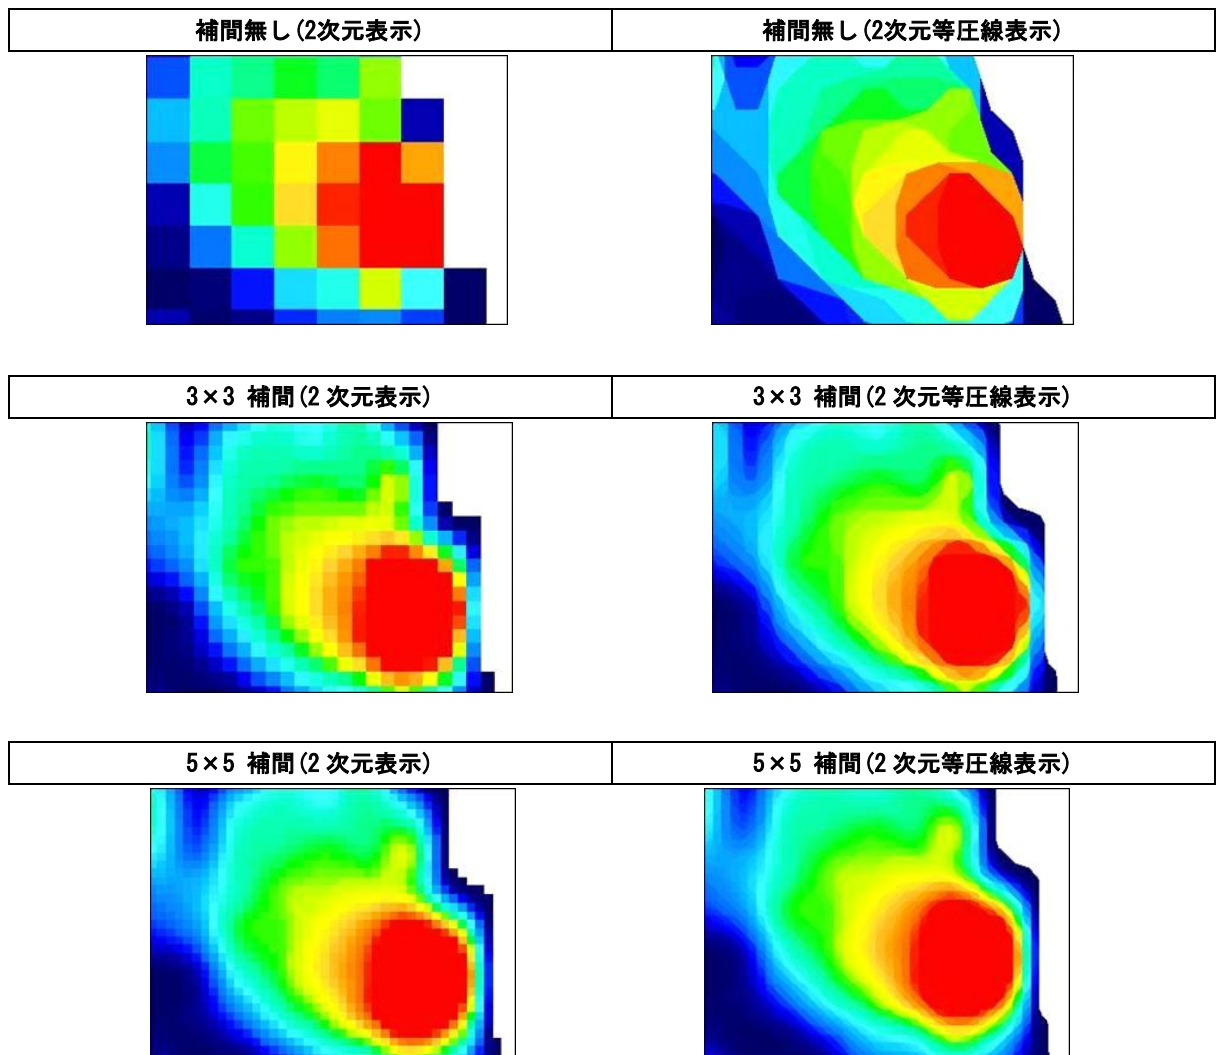 補間無し(2次元表示)
補間無し(2次元等圧線表示)
3×3 補間(2 次元表示)
3×3 補間(2 次元等圧線表示)
5×5 補間(2 次元表示)
5×5 補間(2 次元等圧線表示)